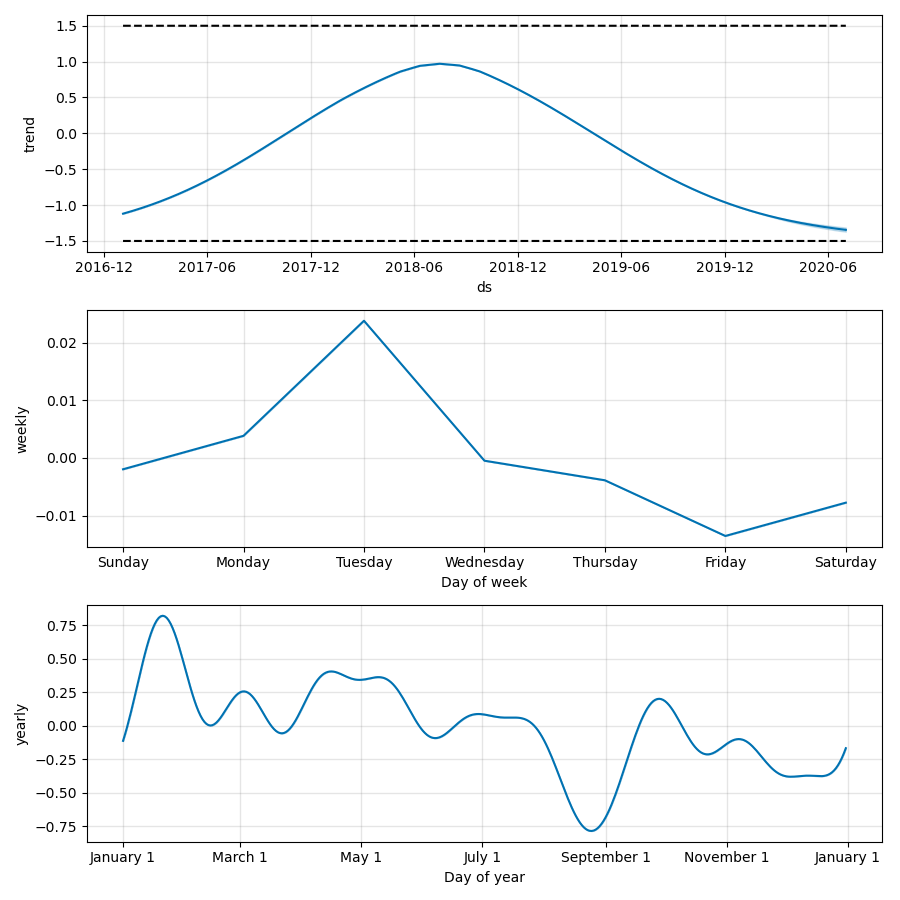 1.5
1.0
0.5
0.0
−0.5
−1.0
−1.5
trend
2016-12 2017-06 2017-12 2018-06 2018-12 2019-06 2019-12 2020-06
ds
0.02
0.01
0.00
−0.01
weekly
Sunday Monday Tuesday Wednesday Thursday Friday Saturday
Day of week
0.75
0.50
0.25
0.00
−0.25
−0.50
−0.75
yearly
January 1 March 1 May 1 July 1 September 1 November 1 January 1
Day of year